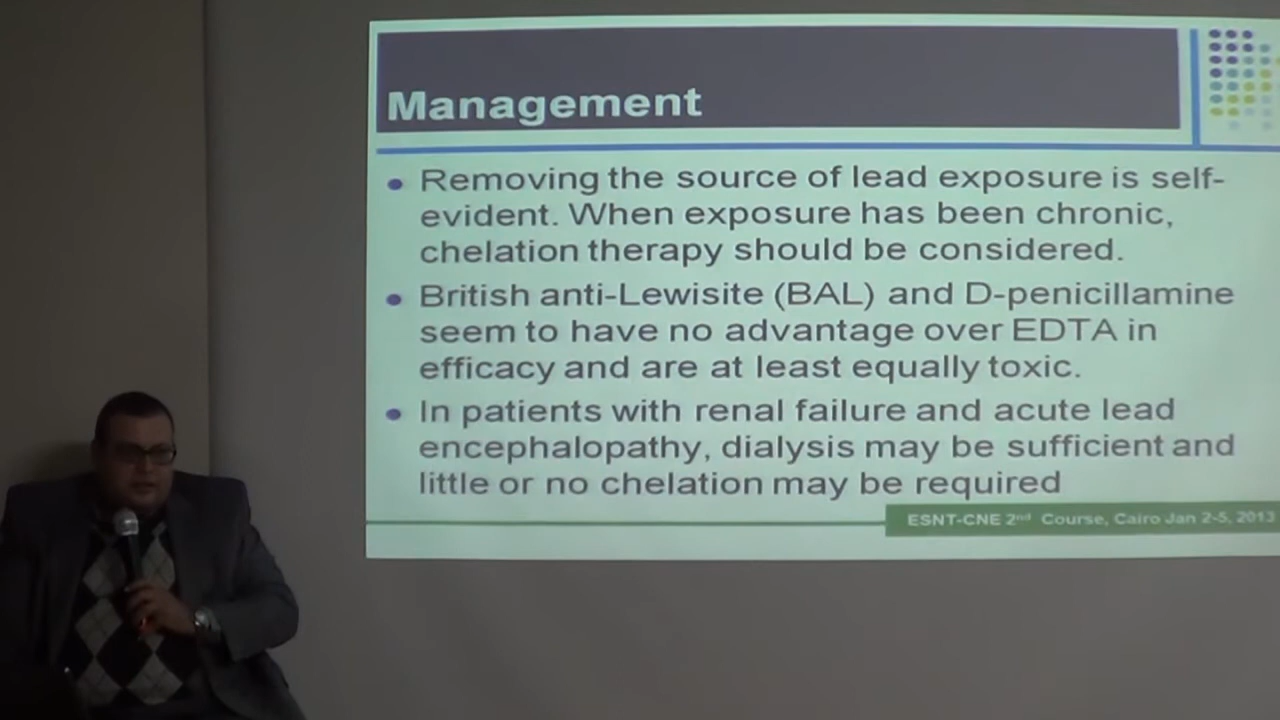 Management
Removing the source of lead exposure is self-
evident. When exposure has been chronic,
chelation therapy should be considered.
British anti-Lewisite (BAL) and D-penicillamine
seem to have no advantage over EDTA in
efficacy and are at least equally toxic.
In patients with renal failure and acute lead
encephalopathy, dialysis may be sufficient and
little or no chelation may be required
ESNT-CNE 2nd Course, Cairo Jan 2-5, 2013